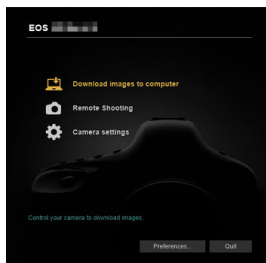 EOS
Download images to computer
Remote Shooting
Camera settings
Control your camera to download images.
Preferences...
Quit